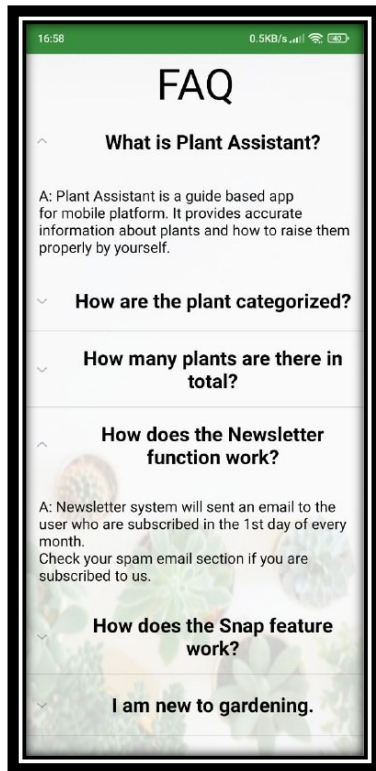 16:58
0.5KB/s
40
FAQ
What is Plant Assistant?
A: Plant Assistant is a guide based app
for mobile platform. It provides accurate
information about plants and how to raise them
properly by yourself.
How are the plant categorized?
How many plants are there in
total?
How does the Newsletter
function work?
A: Newsletter system will sent an email to the
user who are subscribed in the 1st day of every
month.
Check your spam email section if you are
subscribed to us.
How does the Snap feature
work?
I am new to gardening.